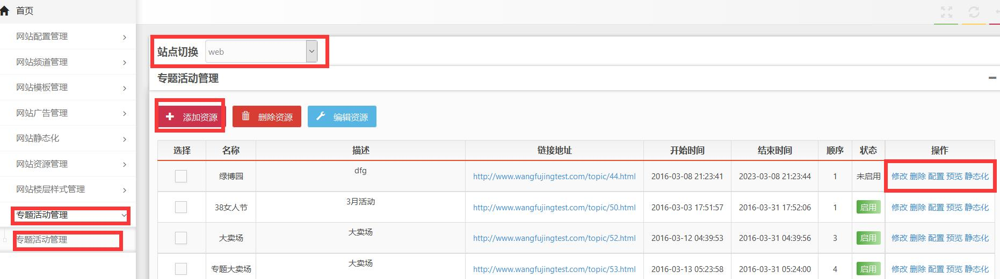 首页
网站配置管理
网站频道管理
网站模板管理
网站广告管理
网站静态化
网站资源管理
网站楼层样式管理
专题活动管理
专题活动管理
站点切换 web
专题活动管理
添加资源 删除资源 编辑资源
选择 名称 描述 链接地址 开始时间 结束时间 顺序 状态 操作
绿博园 dfg http://www.wangfujingtest.com/topic/44.html 2016-03-08 21:23:41 2023-03-08 21:23:44 1 未启用 修改 删除 配置 预览 静态化
38女人节 3月活动 http://www.wangfujingtest.com/topic/50.html 2016-03-03 17:51:57 2016-03-31 17:52:06 1 启用 修改 删除 配置 预览 静态化
大卖场 大卖场 http://www.wangfujingtest.com/topic/52.html 2016-03-12 04:39:53 2016-03-31 04:39:56 3 启用 修改 删除 配置 预览 静态化
专题大卖场 大卖场 http://www.wangfujingtest.com/topic/53.html 2016-03-13 05:23:58 2016-03-31 05:24:00 4 启用 修改 删除 配置 预览 静态化